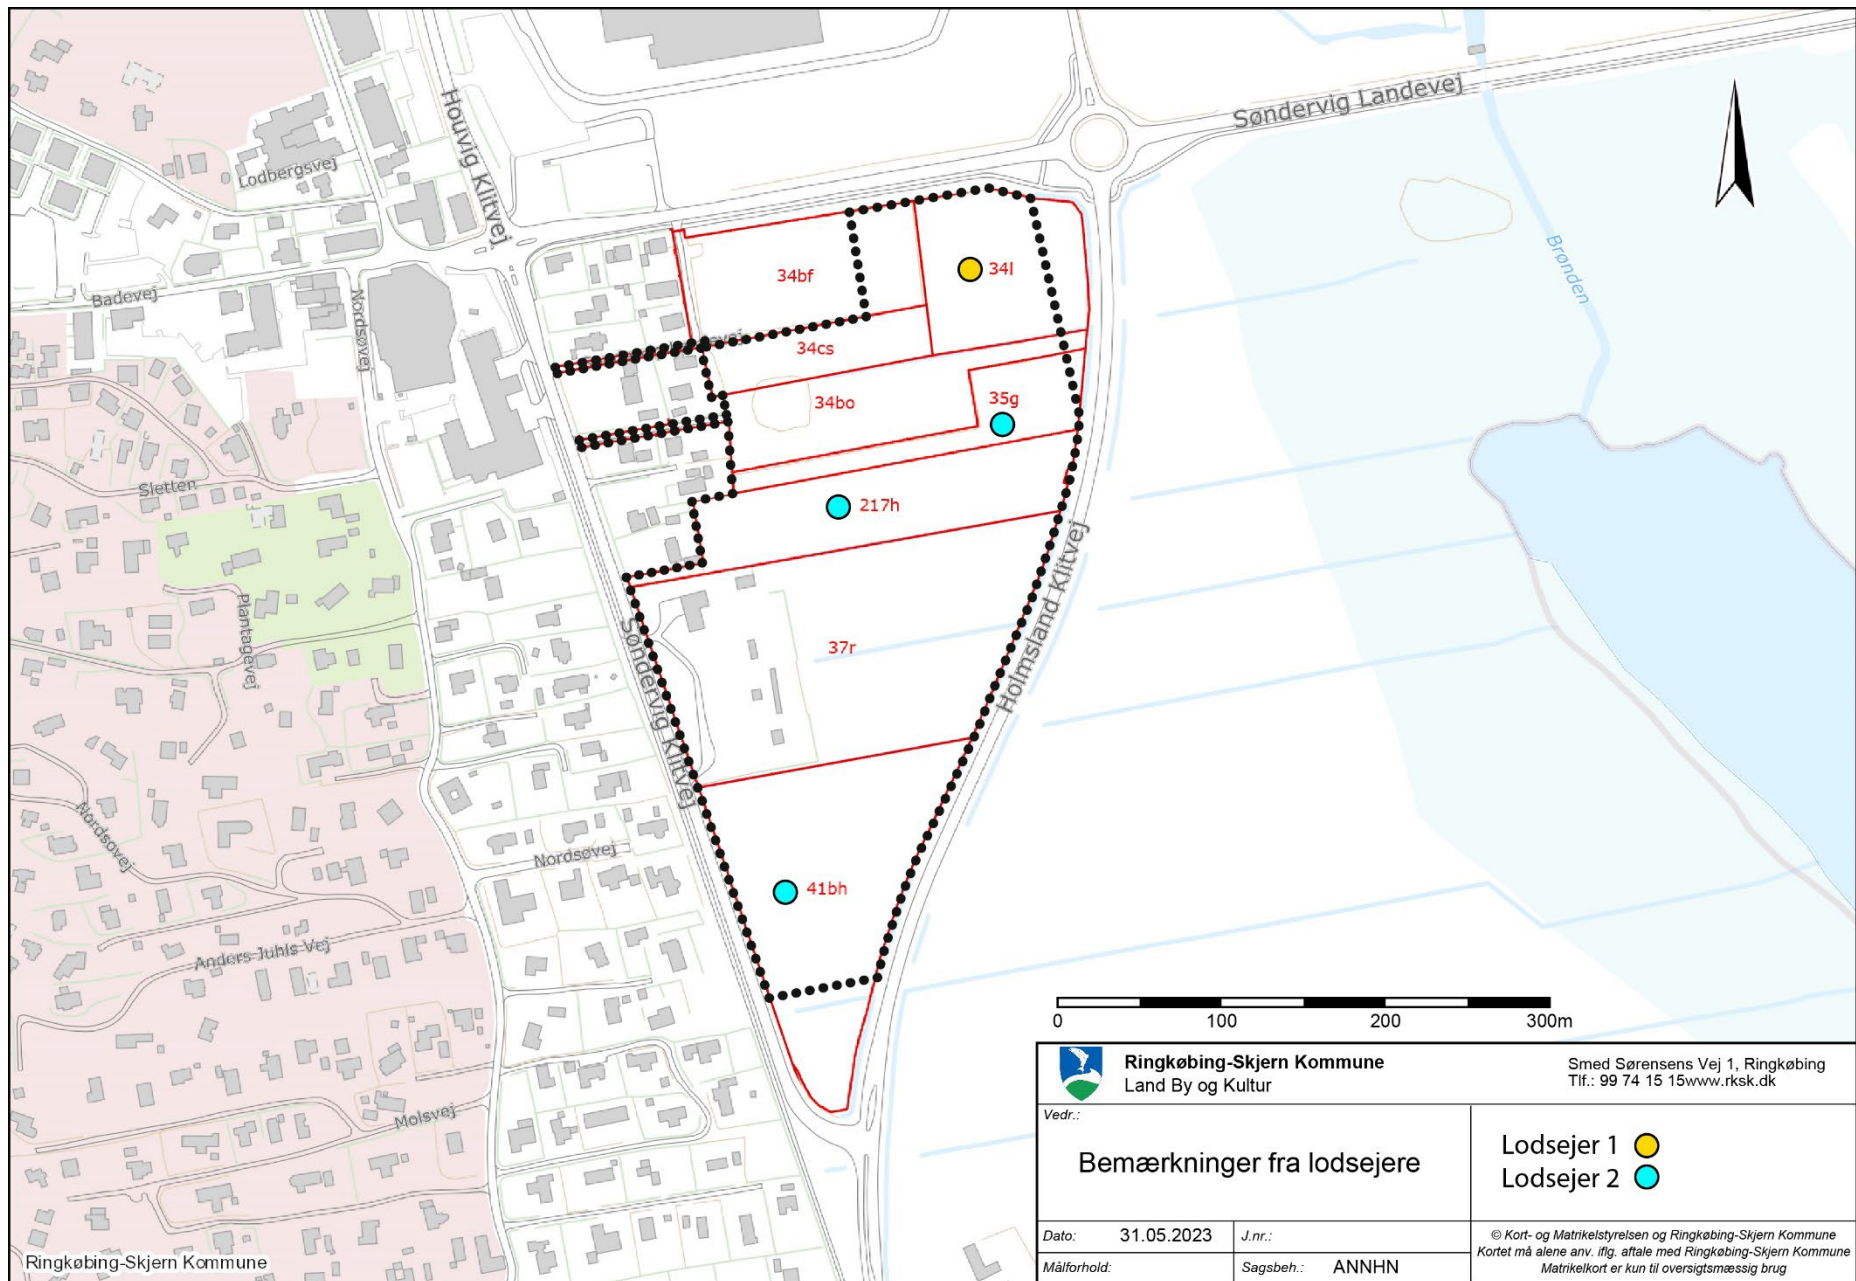 Houvig Klitvej
Søndervig Landevej
Lodbergsvej
Badevej
Nordsøvej
Brønden
34bf
34l
34cs
34bo
35g
Sletten
217h
Plantagevej
Søndervig Klitvej
37r
Holmsland Klitvej
Nordsøvej
Nordsøvej
41bh
Anders Juhls Vej
Molsvej
0 100 200 300m
Ringkøbing-Skjern Kommune
Land By og Kultur
Smed Sørensens Vej 1, Ringkøbing
Tlf.: 99 74 15 15www.rksk.dk
Vedr.:
Bemærkninger fra lodsejere
Lodsejer 1
Lodsejer 2
Dato: 31.05.2023
J.nr.:
Målforhold:
Sagsbeh.: ANNHN
© Kort- og Matrikelstyrelsen og Ringkøbing-Skjern Kommune
Kortet må alene anv. iflg. aftale med Ringkøbing-Skjern Kommune
Matrikelkort er kun til oversigtsmæssig brug
Ringkøbing-Skjern Kommune